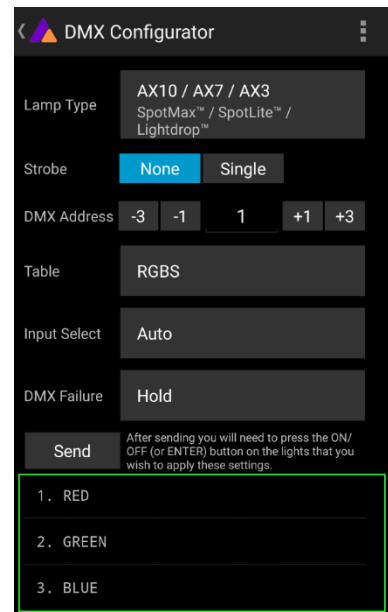 DMX Configurator
Lamp Type
AX10 / AX7 / AX3
SpotMax™ / SpotLite™ /
Lightdrop™
Strobe
None Single
DMX Address -3 -1 1 +1 +3
Table RGBS
Input Select Auto
DMX Failure Hold
Send
After sending you will need to press the ON/
OFF (or ENTER) button on the lights that you
wish to apply these settings.
1. RED
2. GREEN
3. BLUE